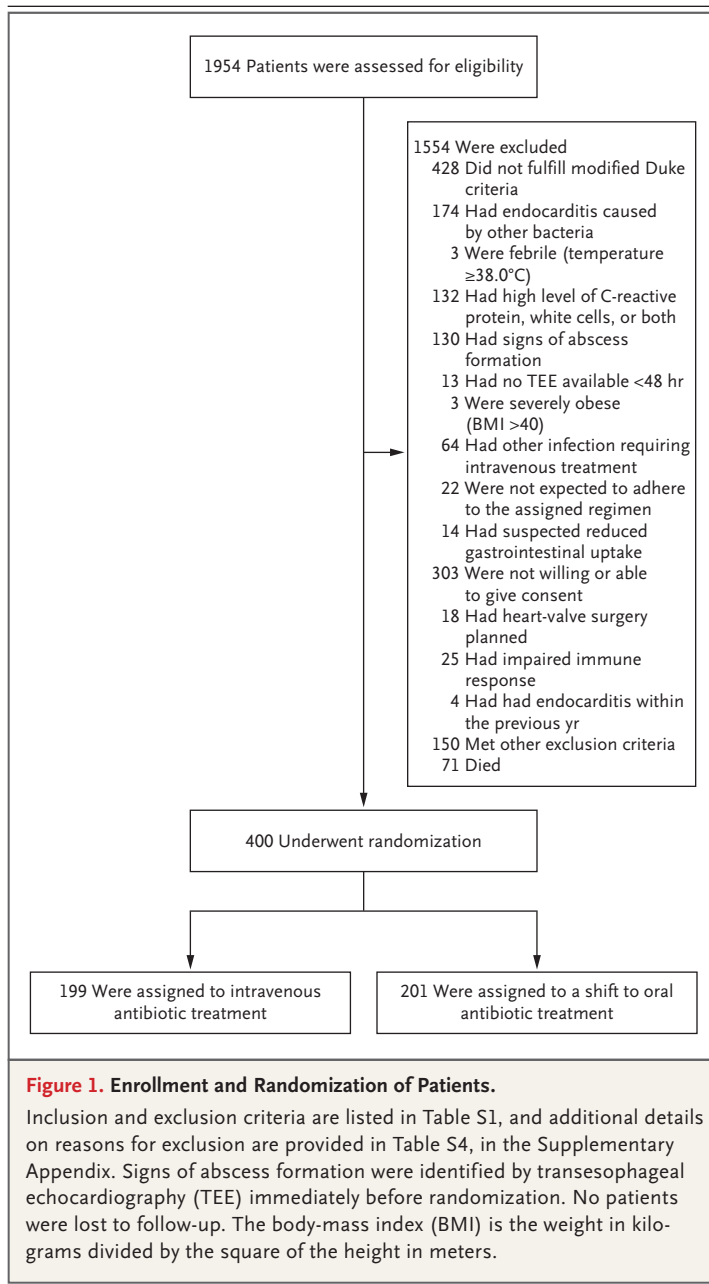 1954 Patients were assessed for eligibility
1554 Were excluded
428 Did not fulfill modified Duke
criteria
174 Had endocarditis caused
by other bacteria
3 Were febrile (temperature
≥38.0°C)
132 Had high level of C-reactive
protein, white cells, or both
130 Had signs of abscess
formation
13 Had no TEE available <48 hr
3 Were severely obese
(BMI >40)
64 Had other infection requiring
intravenous treatment
22 Were not expected to adhere
to the assigned regimen
14 Had suspected reduced
gastrointestinal uptake
303 Were not willing or able
to give consent
18 Had heart-valve surgery
planned
25 Had impaired immune
response
4 Had had endocarditis within
the previous yr
150 Met other exclusion criteria
71 Died
400 Underwent randomization
199 Were assigned to intravenous
antibiotic treatment
201 Were assigned to a shift to oral
antibiotic treatment
Figure 1. Enrollment and Randomization of Patients.
Inclusion and exclusion criteria are listed in Table S1, and additional details
on reasons for exclusion are provided in Table S4, in the Supplementary
Appendix. Signs of abscess formation were identified by transesophageal
echocardiography (TEE) immediately before randomization. No patients
were lost to follow-up. The body-mass index (BMI) is the weight in kilo-
grams divided by the square of the height in meters.